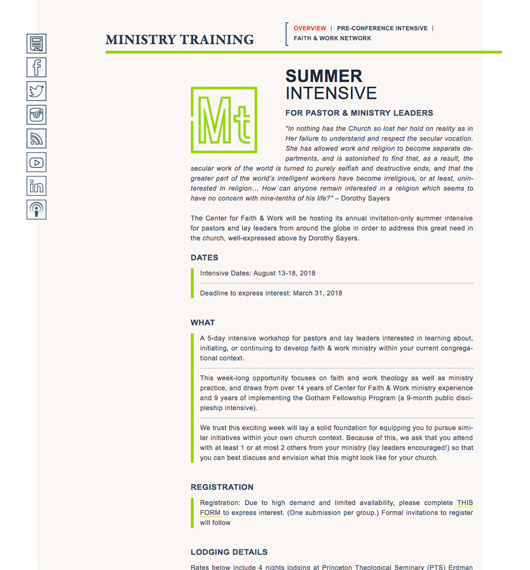 MINISTRY TRAINING
OVERVIEW | PRE-CONFERENCE INTENSIVE |
FAITH & WORK NETWORK
Mt
SUMMER
INTENSIVE
FOR PASTOR & MINISTRY LEADERS
"In nothing has the Church so lost her hold on reality as in
Her failure to understand and respect the secular vocation.
She has allowed work and religion to become separate de-
partments, and is astonished to find that, as a result, the
secular work of the world is turned to purely selfish and destructive ends, and that the
greater part of the world's intelligent workers have become irreligious, or at least, unin-
terested in religion... How can anyone remain interested in a religion which seems to
have no concern with nine-tenths of his life?" – Dorothy Sayers
The Center for Faith & Work will be hosting its annual invitation-only summer intensive
for pastors and lay leaders from around the globe in order to address this great need in
the church, well-expressed above by Dorothy Sayers.
DATES
Intensive Dates: August 13-18, 2018
Deadline to express interest: March 31, 2018
WHAT
A 5-day intensive workshop for pastors and lay leaders interested in learning about,
initiating, or continuing to develop faith & work ministry within your current congrega-
tional context.
This week-long opportunity focuses on faith and work theology as well as ministry
practice, and draws from over 14 years of Center for Faith & Work ministry experience
and 9 years of implementing the Gotham Fellowship Program (a 9-month public disci-
pleship intensive).
We trust this exciting week will lay a solid foundation for equipping you to pursue simi-
lar initiatives within your own church context. Because of this, we ask that you attend
with at least 1 or at most 2 others from your ministry (lay leaders encouraged!) so that
you can best discuss and envision what this might look like for your church.
REGISTRATION
Registration: Due to high demand and limited availability, please complete THIS
FORM to express interest. (One submission per group.) Formal invitations to register
will follow
LODGING DETAILS
Rates below include 4 nights lodging at Princeton Theological Seminary (PTS) Erdman